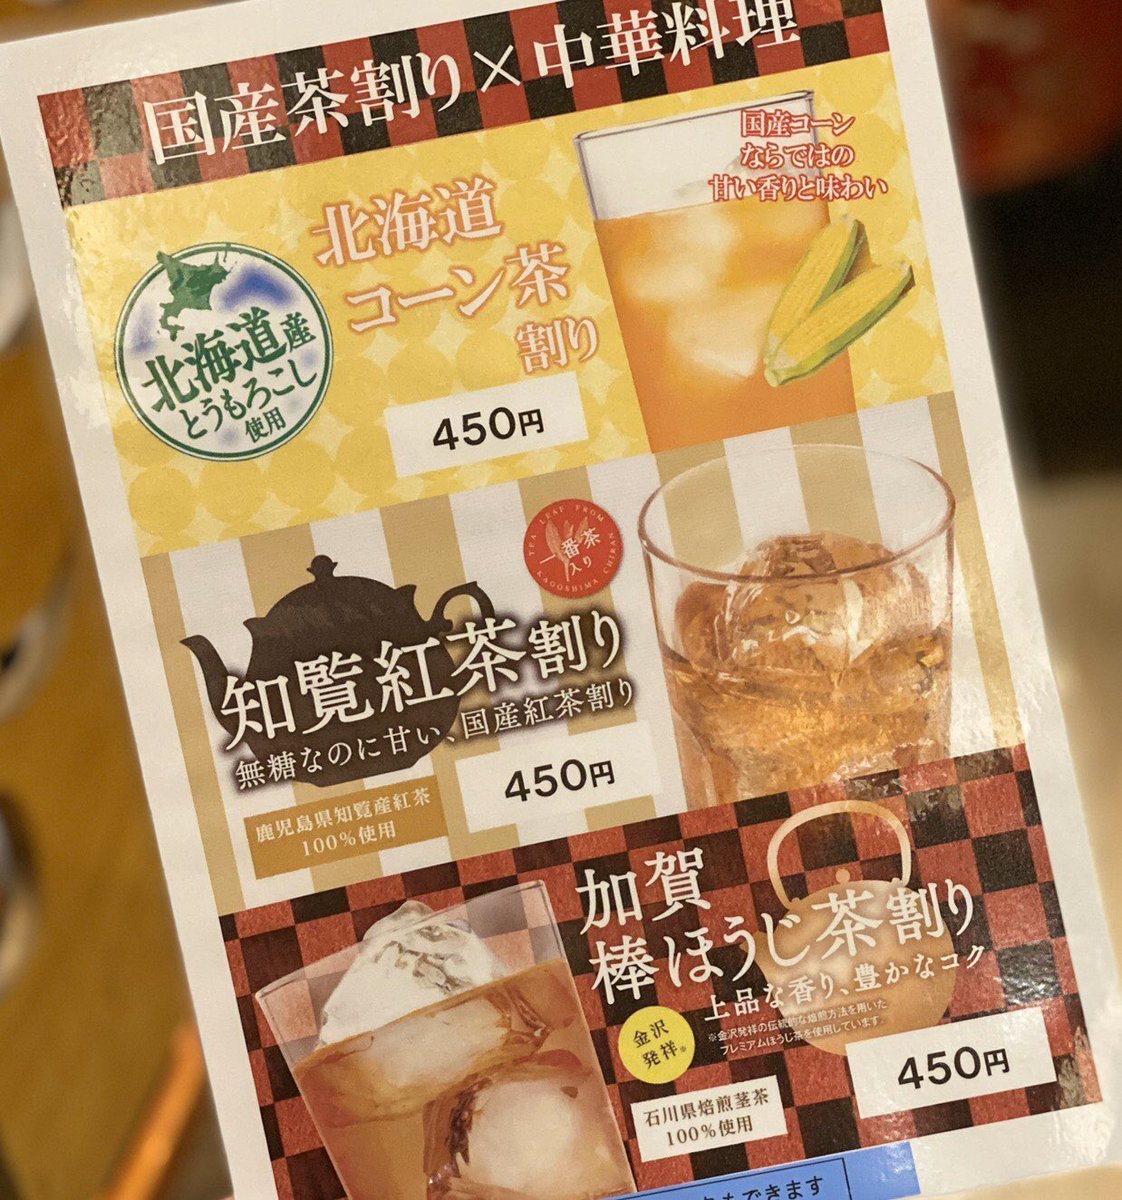 国産茶割り×中華料理
国産コーン
ならではの
甘い香りと味わい
北海道
コーン茶
割り
北海道産
とうもろこし
使用
450円
TEA LEAF FROM
一番茶
入り
KAGOSHIMA CHIRAN
知覧紅茶割り
無糖なのに甘い、国産紅茶割り
450円
鹿児島県知覧産紅茶
100%使用
加賀
棒ほうじ茶割り
上品な香り、豊かなコク
※金沢発祥の伝統的な焙煎方法を用いた
プレミアムほうじ茶を使用しています。
金沢
発祥※
450円
石川県焙煎茎茶
100%使用
もできます